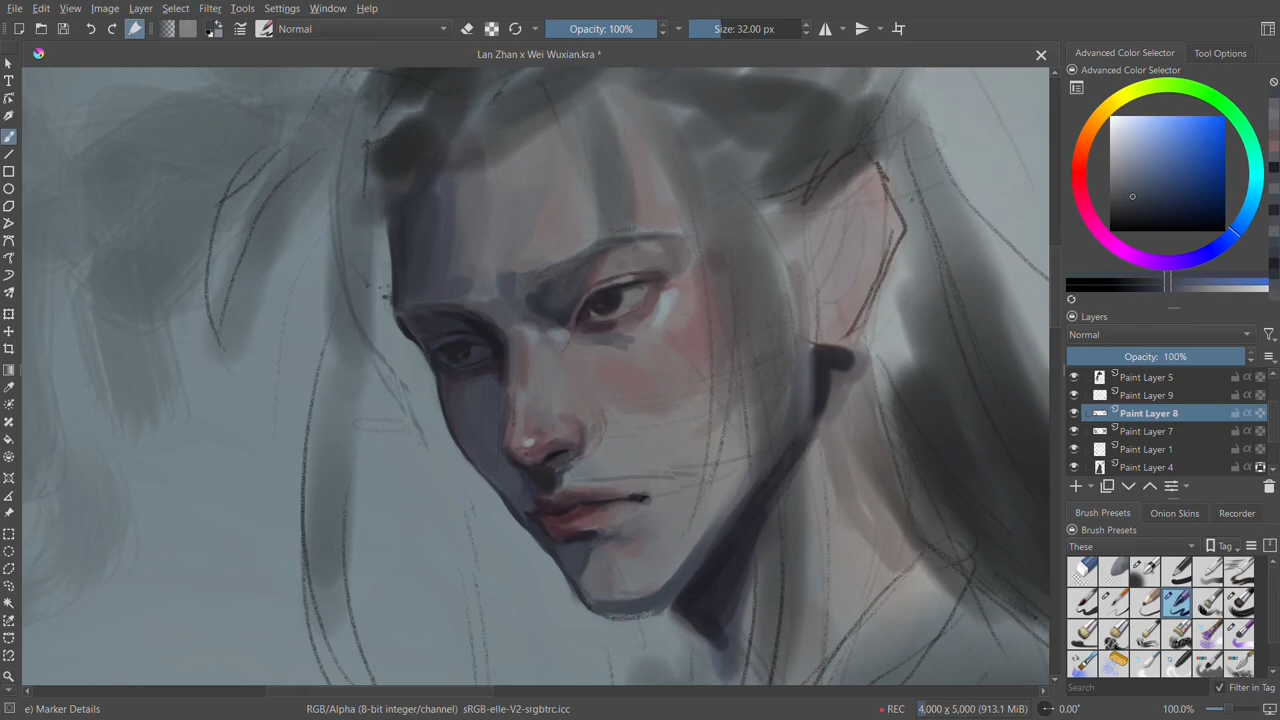 File Edit View Image Layer Select Filter Tools Settings Window Help
Normal Opacity: 100% Size: 32.00 px
Lan Zhan x Wei Wuxian.kra *
Advanced Color Selector Tool Options
Advanced Color Selector
Layers
Normal
Opacity: 100%
Paint Layer 5
Paint Layer 9
Paint Layer 8
Paint Layer 7
Paint Layer 1
Paint Layer 4
Brush Presets Onion Skins Recorder
Brush Presets
These Tag
Search Filter in Tag
e) Marker Details RGB/Alpha (8-bit integer/channel) sRGB-elle-V2-srgbtrc.icc REC 4,000 x 5,000 (913.1 MiB) 0.00° 100.0%